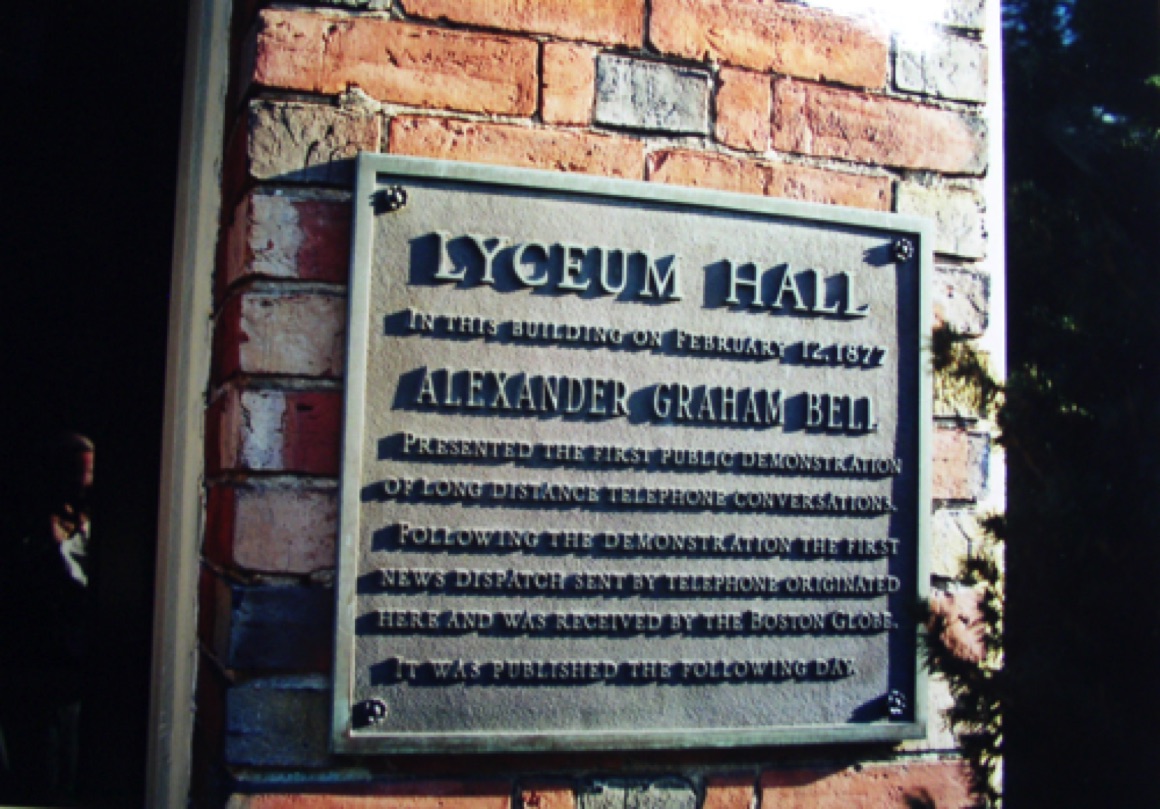 LYCEUM HALL
IN THIS BUILDING ON FEBRUARY 12, 1877
ALEXANDER GRAHAM BELL
PRESENTED THE FIRST PUBLIC DEMONSTRATION
OF LONG DISTANCE TELEPHONE CONVERSATIONS.
FOLLOWING THE DEMONSTRATION THE FIRST
NEWS DISPATCH SENT BY TELEPHONE ORIGINATED
HERE AND WAS RECEIVED BY THE BOSTON GLOBE.
IT WAS PUBLISHED THE FOLLOWING DAY.